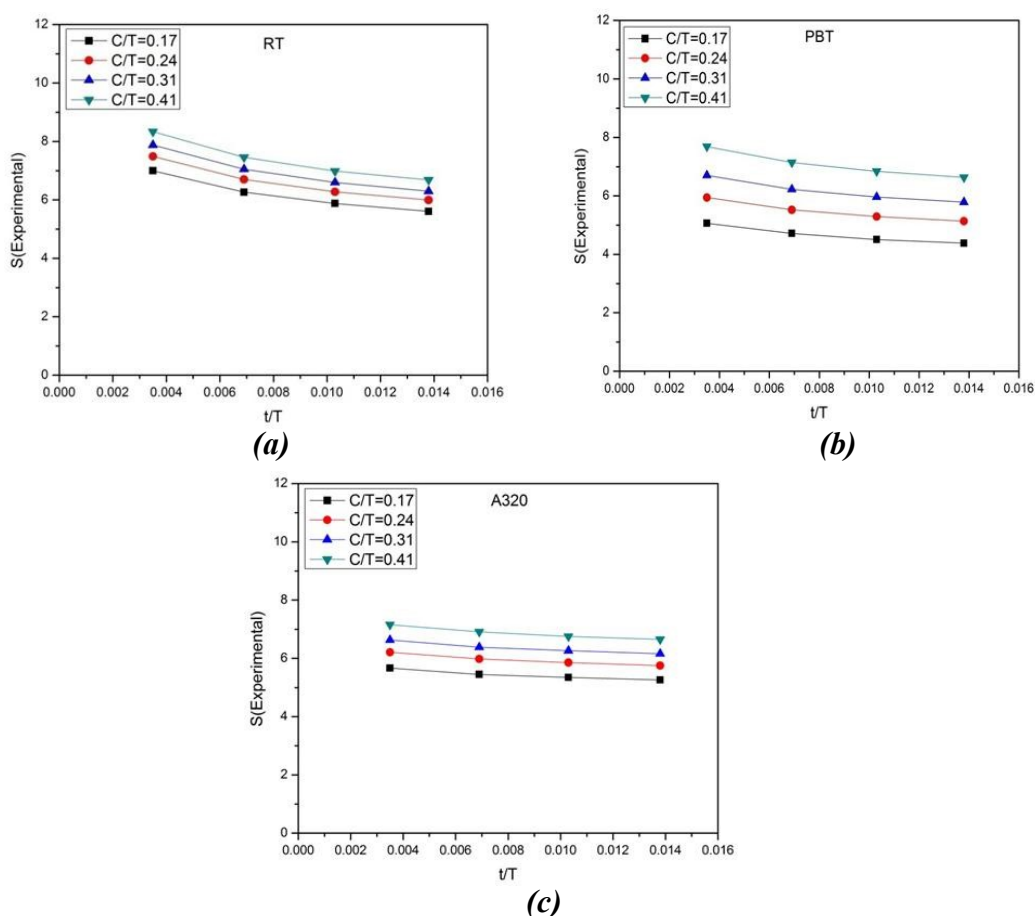 RT
C/T=0.17
C/T=0.24
C/T=0.31
C/T=0.41
12
10
8
6
4
2
0
S(Experimental)
0.000 0.002 0.004 0.006 0.008 0.010 0.012 0.014 0.016
t/T
(a)
PBT
C/T=0.17
C/T=0.24
C/T=0.31
C/T=0.41
12
10
8
6
4
2
0
S(Experimental)
0.000 0.002 0.004 0.006 0.008 0.010 0.012 0.014 0.016
t/T
(b)
A320
C/T=0.17
C/T=0.24
C/T=0.31
C/T=0.41
12
10
8
6
4
2
0
S(Experimental)
0.000 0.002 0.004 0.006 0.008 0.010 0.012 0.014 0.016
t/T
(c)